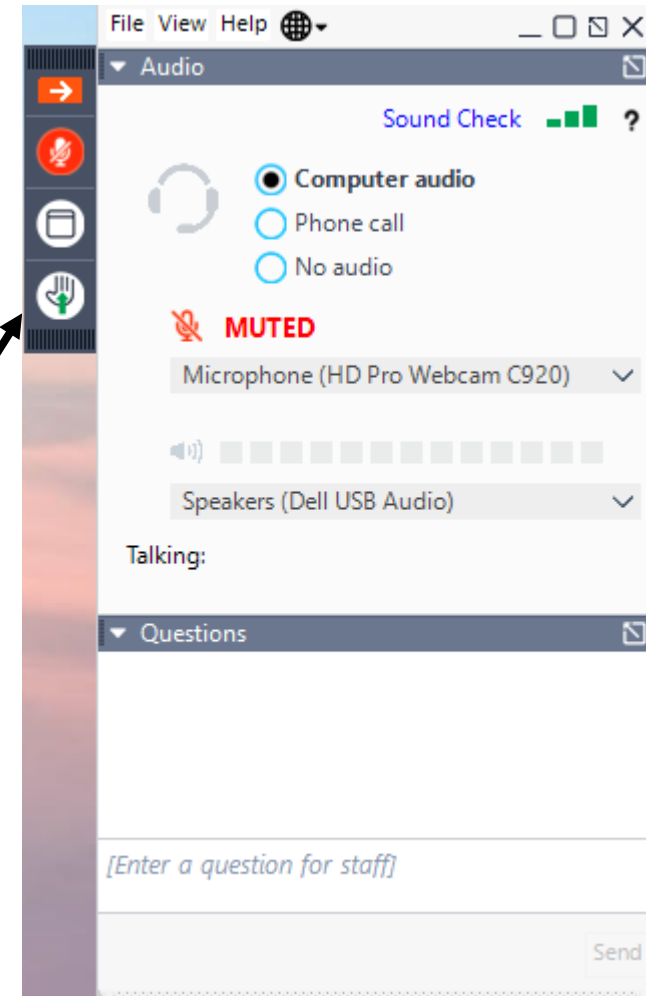 File View Help
Audio
Sound Check ?
Computer audio
Phone call
No audio
MUTED
Microphone (HD Pro Webcam C920)
Speakers (Dell USB Audio)
Talking:
Questions
[Enter a question for staff]
Send